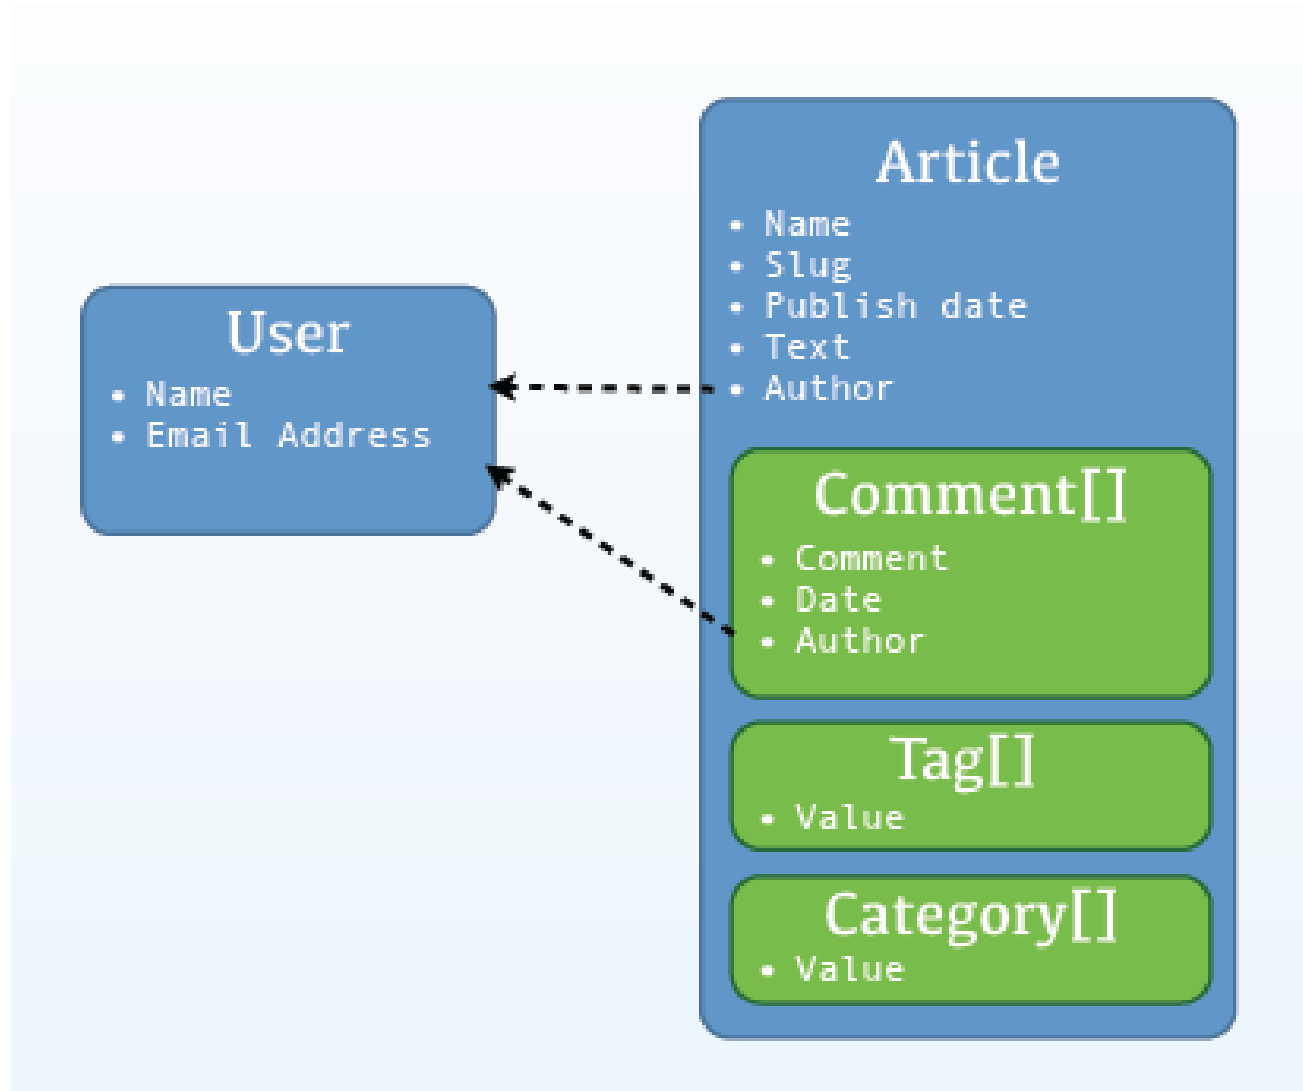 User
• Name
• Email Address
Article
• Name
• Slug
• Publish date
• Text
• Author
Comment[]
• Comment
• Date
• Author
Tag[]
• Value
Category[]
• Value